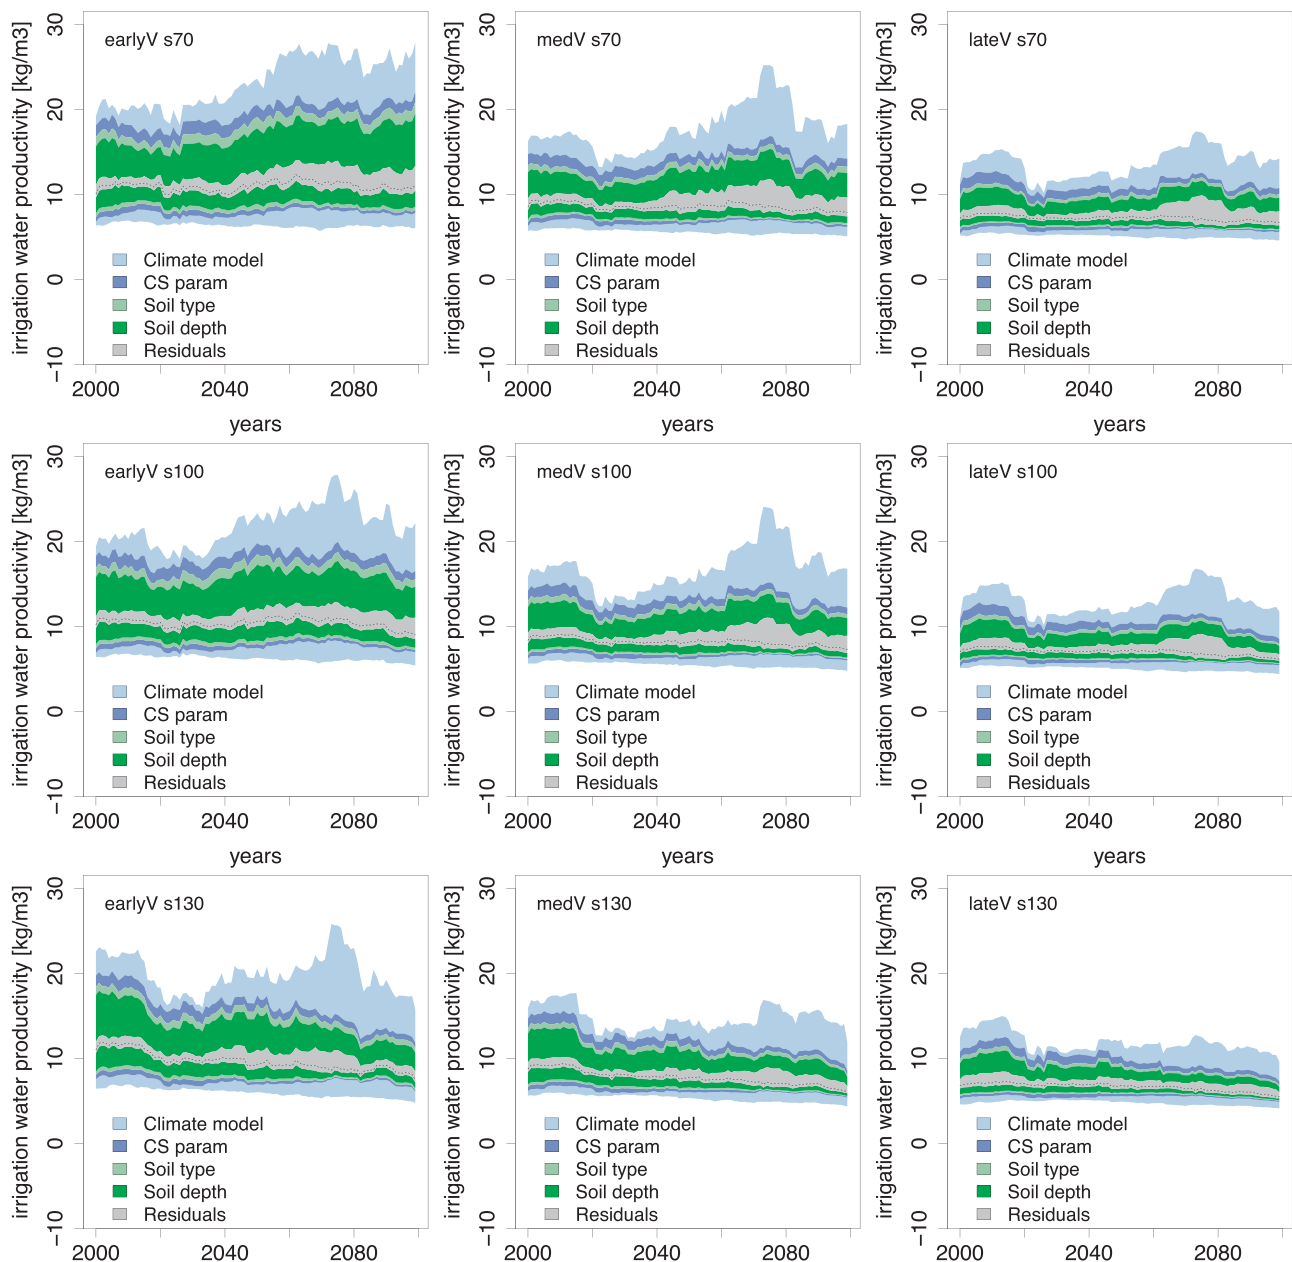 irrigation water productivity [kg/m3]
30
20
10
0
−10
earlyV s70
Climate model
CS param
Soil type
Soil depth
Residuals
2000 2040 2080
years
irrigation water productivity [kg/m3]
30
20
10
0
−10
medV s70
Climate model
CS param
Soil type
Soil depth
Residuals
2000 2040 2080
years
irrigation water productivity [kg/m3]
30
20
10
0
−10
lateV s70
Climate model
CS param
Soil type
Soil depth
Residuals
2000 2040 2080
years
irrigation water productivity [kg/m3]
30
20
10
0
−10
earlyV s100
Climate model
CS param
Soil type
Soil depth
Residuals
2000 2040 2080
years
irrigation water productivity [kg/m3]
30
20
10
0
−10
medV s100
Climate model
CS param
Soil type
Soil depth
Residuals
2000 2040 2080
years
irrigation water productivity [kg/m3]
30
20
10
0
−10
lateV s100
Climate model
CS param
Soil type
Soil depth
Residuals
2000 2040 2080
years
irrigation water productivity [kg/m3]
30
20
10
0
−10
earlyV s130
Climate model
CS param
Soil type
Soil depth
Residuals
2000 2040 2080
irrigation water productivity [kg/m3]
30
20
10
0
−10
medV s130
Climate model
CS param
Soil type
Soil depth
Residuals
2000 2040 2080
irrigation water productivity [kg/m3]
30
20
10
0
−10
lateV s130
Climate model
CS param
Soil type
Soil depth
Residuals
2000 2040 2080